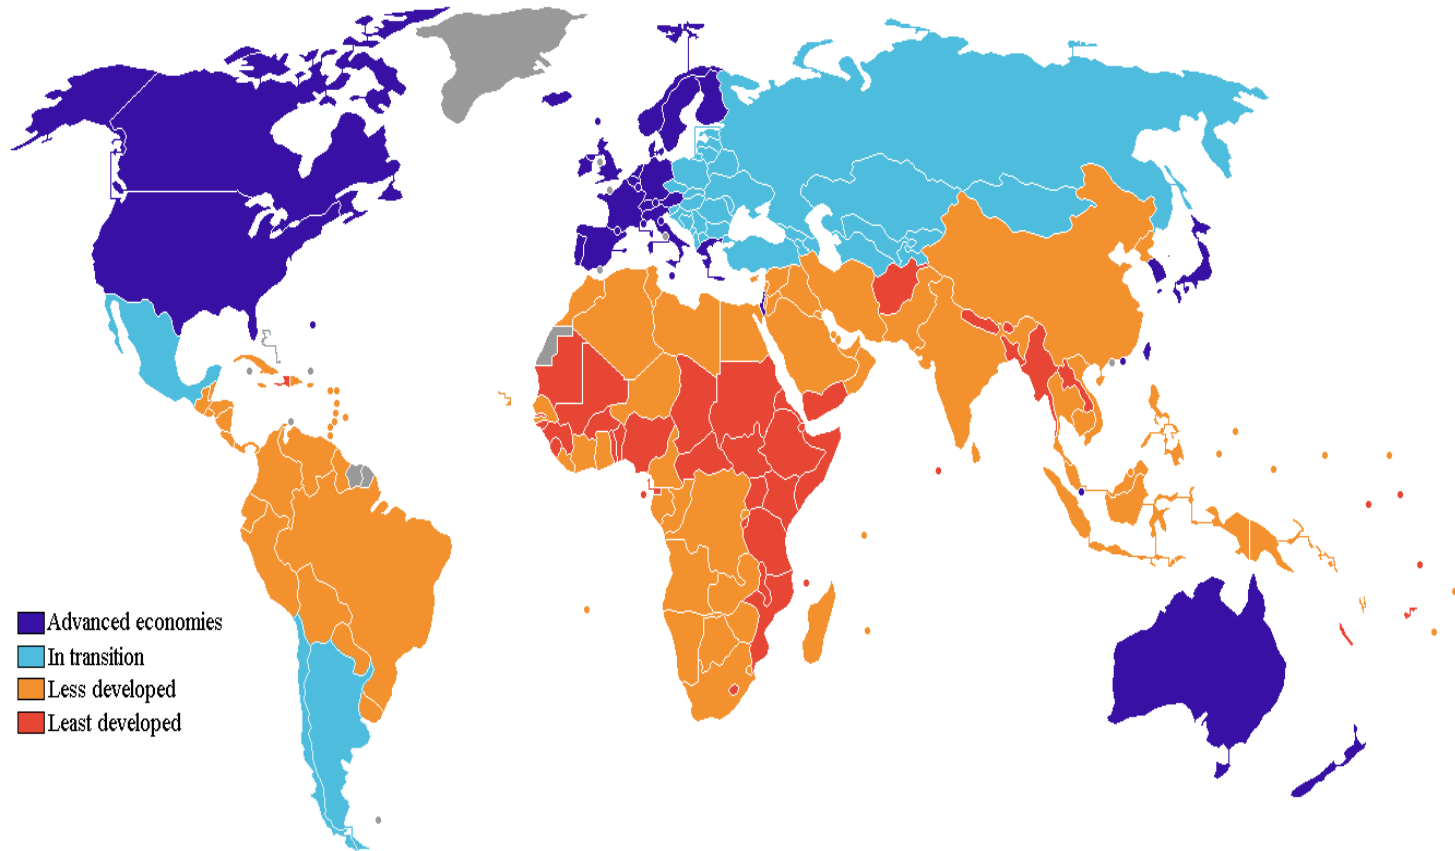 Advanced economies
In transition
Less developed
Least developed